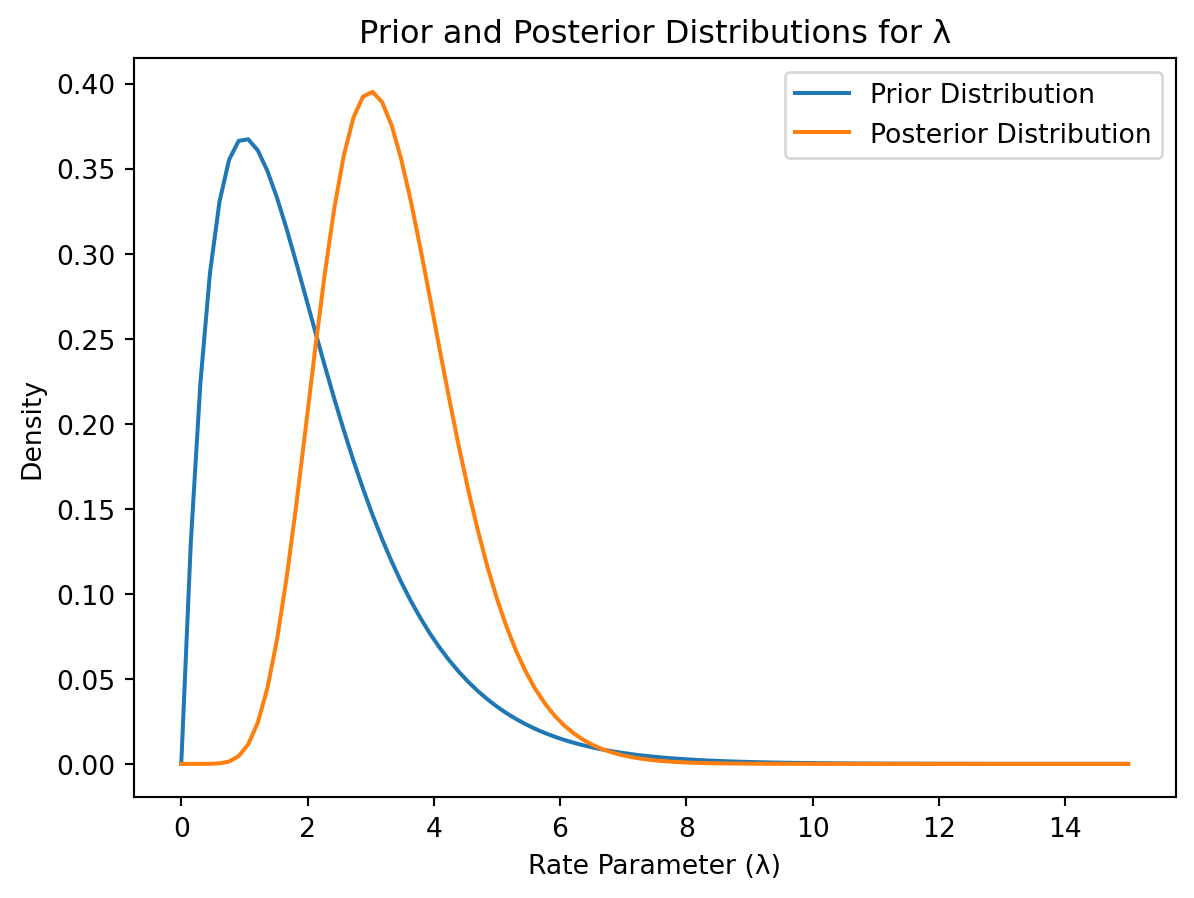 Prior and Posterior Distributions for λ
Prior Distribution
Posterior Distribution
0.40
0.35
0.30
0.25
0.20
0.15
0.10
0.05
0.00
Density
0 2 4 6 8 10 12 14
Rate Parameter (λ)